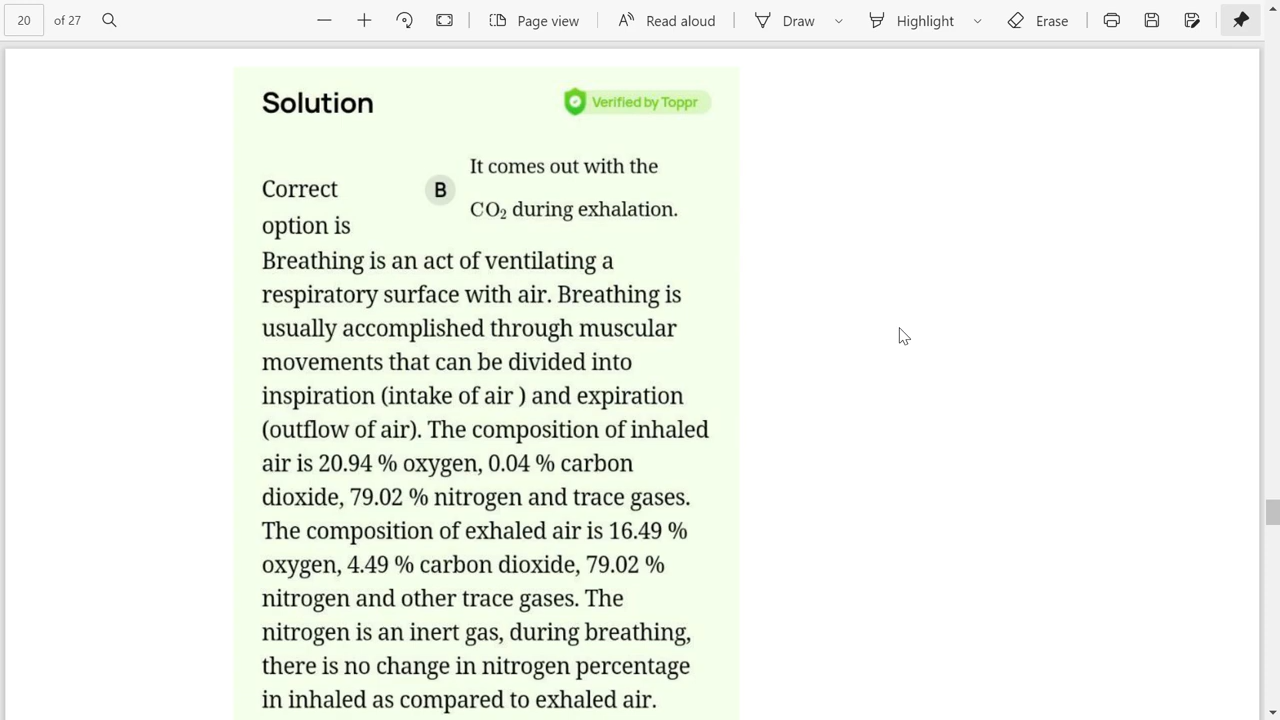 20 of 27 Page view Read aloud Draw Highlight Erase
Solution
Verified by Toppr
Correct
option is
B
It comes out with the
CO₂ during exhalation.
Breathing is an act of ventilating a
respiratory surface with air. Breathing is
usually accomplished through muscular
movements that can be divided into
inspiration (intake of air ) and expiration
(outflow of air). The composition of inhaled
air is 20.94 % oxygen, 0.04 % carbon
dioxide, 79.02 % nitrogen and trace gases.
The composition of exhaled air is 16.49 %
oxygen, 4.49 % carbon dioxide, 79.02 %
nitrogen and other trace gases. The
nitrogen is an inert gas, during breathing,
there is no change in nitrogen percentage
in inhaled as compared to exhaled air.